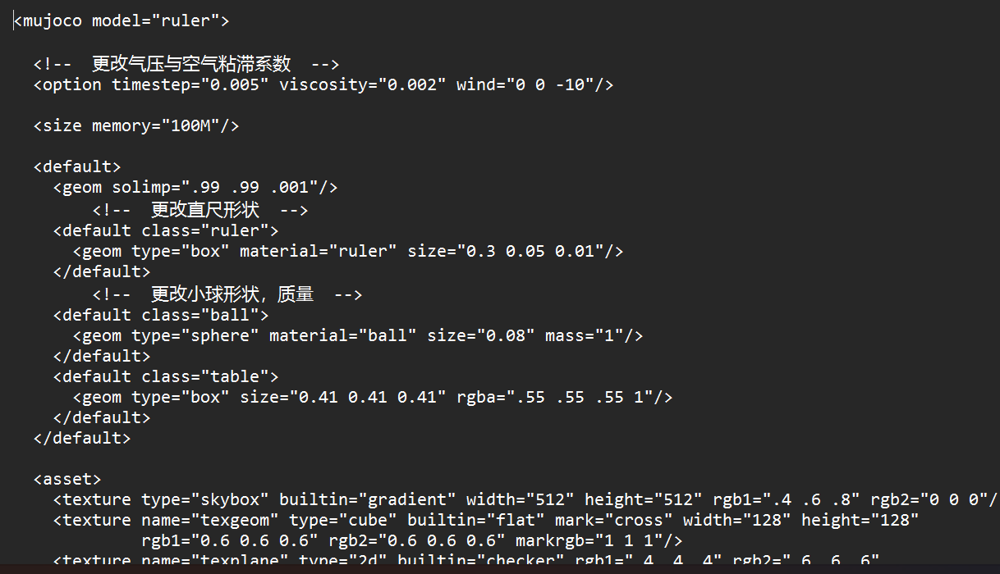 <mujoco model="ruler">
<!--  更改气压与空气粘滞系数  -->
<option timestep="0.005" viscosity="0.002" wind="0 0 -10"/>
<size memory="100M"/>
<default>
<geom solimp=".99 .99 .001"/>
<!--  更改直尺形状  -->
<default class="ruler">
<geom type="box" material="ruler" size="0.3 0.05 0.01"/>
</default>
<!--  更改小球形状，质量  -->
<default class="ball">
<geom type="sphere" material="ball" size="0.08" mass="1"/>
</default>
<default class="table">
<geom type="box" size="0.41 0.41 0.41" rgba=".55 .55 .55 1"/>
</default>
</default>
<asset>
<texture type="skybox" builtin="gradient" width="512" height="512" rgb1=".4 .6 .8" rgb2="0 0 0"/
<texture name="texgeom" type="cube" builtin="flat" mark="cross" width="128" height="128"
rgb1="0.6 0.6 0.6" rgb2="0.6 0.6 0.6" markrgb="1 1 1"/>
<texture name="texplane" type="2d" builtin="checker" rgb1=".4 .4 .4" rgb2=".6 .6 .6"